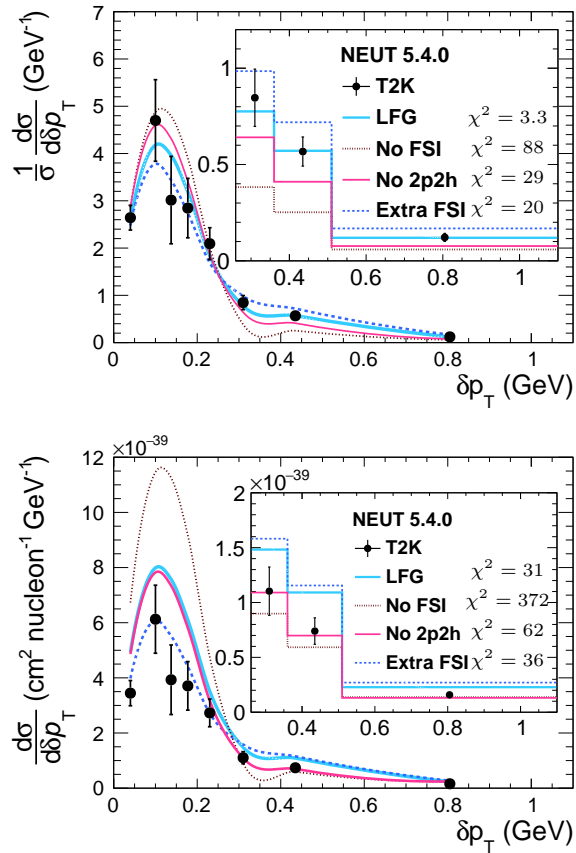 7
6
5
4
3
2
1
0
1/σ dσ/dδp_T (GeV⁻¹)
0 0.2 0.4 0.6 0.8 1
δp_T (GeV)
1
0.5
0
0.4 0.6 0.8 1
NEUT 5.4.0
T2K
LFG χ² = 3.3
No FSI χ² = 88
No 2p2h χ² = 29
Extra FSI χ² = 20
×10⁻³⁹
12
10
8
6
4
2
0
dσ/dδp_T (cm² nucleon⁻¹ GeV⁻¹)
0 0.2 0.4 0.6 0.8 1
δp_T (GeV)
×10⁻³⁹
2
1.5
1
0.5
0
0.4 0.6 0.8 1
NEUT 5.4.0
T2K
LFG χ² = 31
No FSI χ² = 372
No 2p2h χ² = 62
Extra FSI χ² = 36